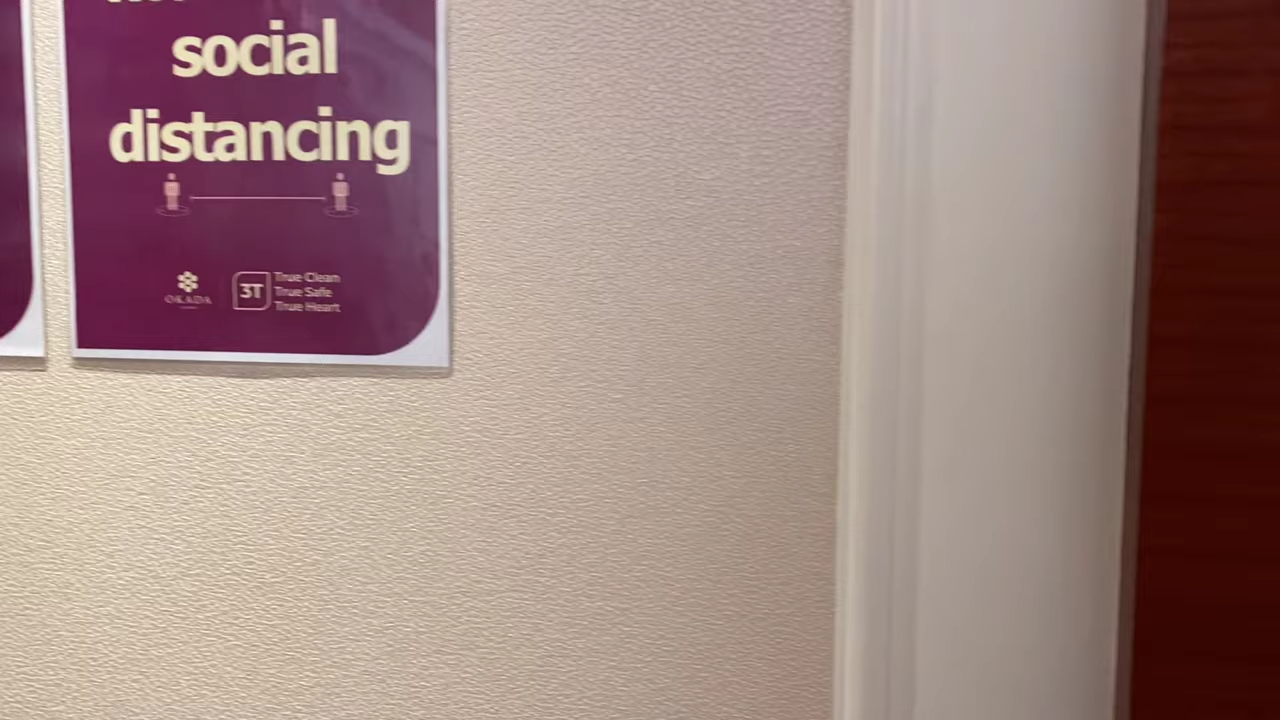 social
distancing
OKADA
3T
True Clean
True Safe
True Heart